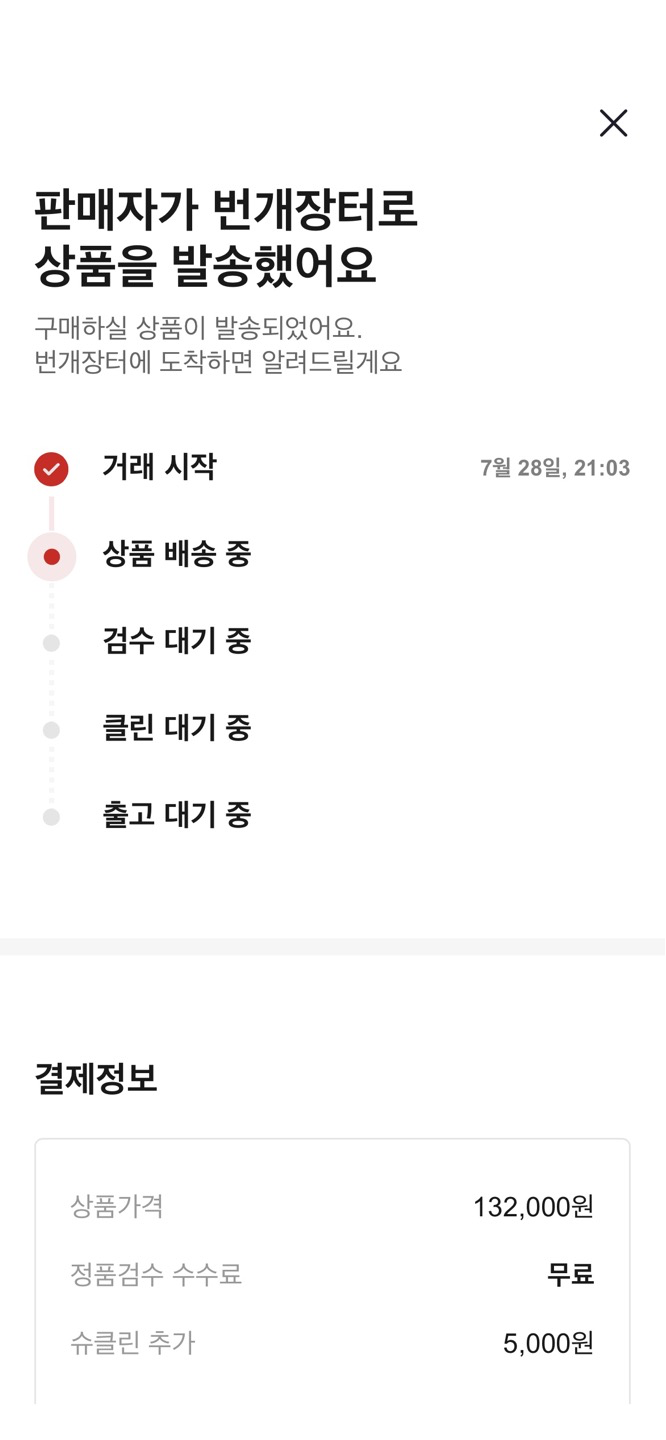 판매자가 번개장터로
상품을 발송했어요
구매하실 상품이 발송되었어요.
번개장터에 도착하면 알려드릴게요
거래 시작 7월 28일, 21:03
상품 배송 중
검수 대기 중
클린 대기 중
출고 대기 중
결제정보
상품가격 132,000원
정품검수 수수료 무료
슈클린 추가 5,000원